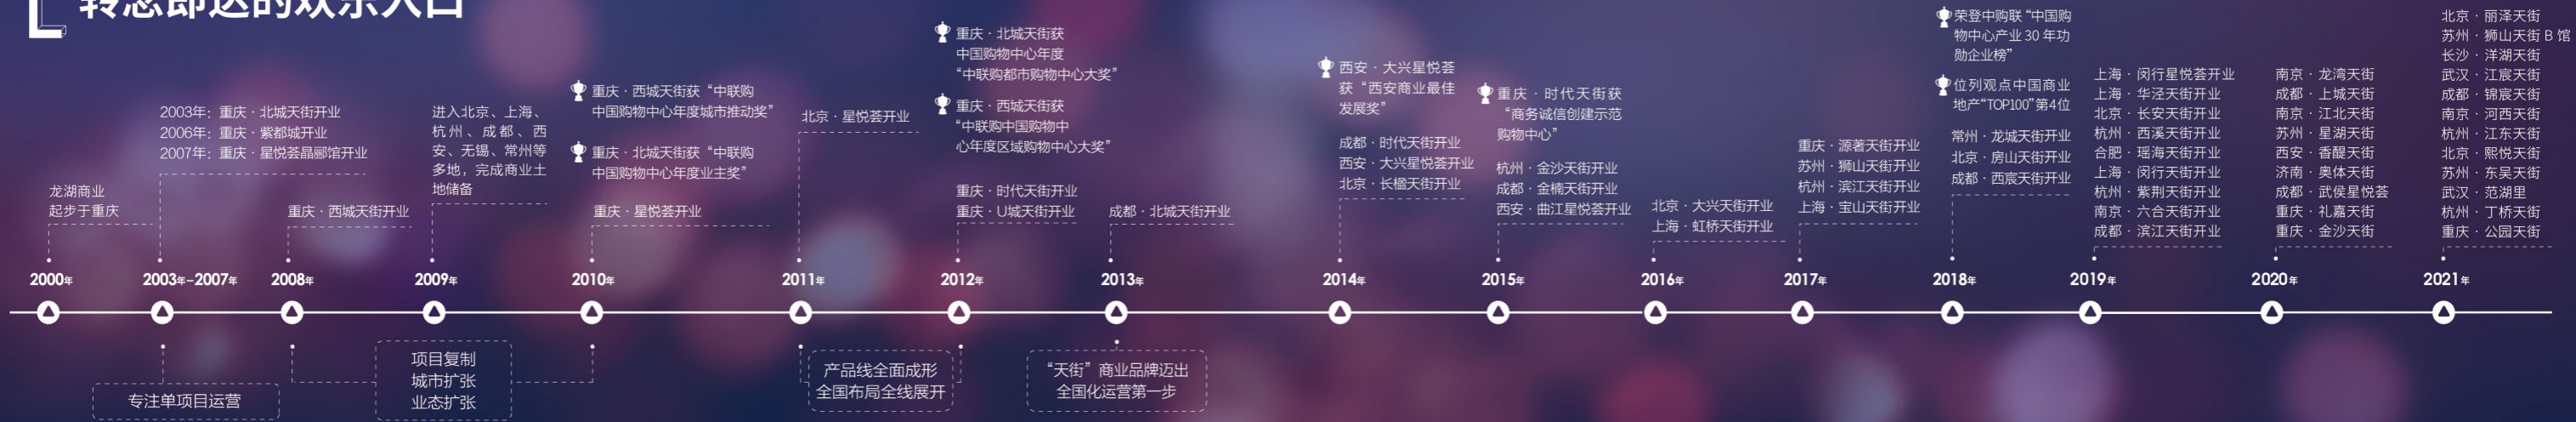 转念即达的欢乐入口
龙湖商业
起步于重庆
2000年
2003年：重庆 · 北城天街开业
2006年：重庆 · 紫都城开业
2007年：重庆 · 星悦荟晶郦馆开业
2003年–2007年
专注单项目运营
重庆 · 西城天街开业
2008年
进入北京、上海、
杭州、成都、西
安、无锡、常州等
多地，完成商业土
地储备
2009年
项目复制
城市扩张
业态扩张
重庆 · 西城天街获“中联购
中国购物中心年度城市推动奖”
重庆 · 北城天街获“中联购
中国购物中心年度业主奖”
重庆 · 星悦荟开业
2010年
北京 · 星悦荟开业
2011年
产品线全面成形
全国布局全线展开
重庆 · 北城天街获
中国购物中心年度
“中联购都市购物中心大奖”
重庆 · 西城天街获
“中联购中国购物中
心年度区域购物中心大奖”
重庆 · 时代天街开业
重庆 · U城天街开业
2012年
成都 · 北城天街开业
2013年
“天街”商业品牌迈出
全国化运营第一步
西安 · 大兴星悦荟
获“西安商业最佳
发展奖”
成都 · 时代天街开业
西安 · 大兴星悦荟开业
北京 · 长楹天街开业
2014年
重庆 · 时代天街获
“商务诚信创建示范
购物中心”
杭州 · 金沙天街开业
成都 · 金楠天街开业
西安 · 曲江星悦荟开业
2015年
北京 · 大兴天街开业
上海 · 虹桥天街开业
2016年
重庆 · 源著天街开业
苏州 · 狮山天街开业
杭州 · 滨江天街开业
上海 · 宝山天街开业
2017年
荣登中购联“中国购
物中心产业 30 年功
勋企业榜”
位列观点中国商业
地产“TOP100”第4位
常州 · 龙城天街开业
北京 · 房山天街开业
成都 · 西宸天街开业
2018年
上海 · 闵行星悦荟开业
上海 · 华泾天街开业
北京 · 长安天街开业
杭州 · 西溪天街开业
合肥 · 瑶海天街开业
上海 · 闵行天街开业
杭州 · 紫荆天街开业
南京 · 六合天街开业
成都 · 滨江天街开业
2019年
南京 · 龙湾天街
成都 · 上城天街
南京 · 江北天街
苏州 · 星湖天街
西安 · 香醍天街
济南 · 奥体天街
成都 · 武侯星悦荟
重庆 · 礼嘉天街
重庆 · 金沙天街
2020年
北京 · 丽泽天街
苏州 · 狮山天街 B 馆
长沙 · 洋湖天街
武汉 · 江宸天街
成都 · 锦宸天街
南京 · 河西天街
杭州 · 江东天街
北京 · 熙悦天街
苏州 · 东吴天街
武汉 · 范湖里
杭州 · 丁桥天街
重庆 · 公园天街
2021年